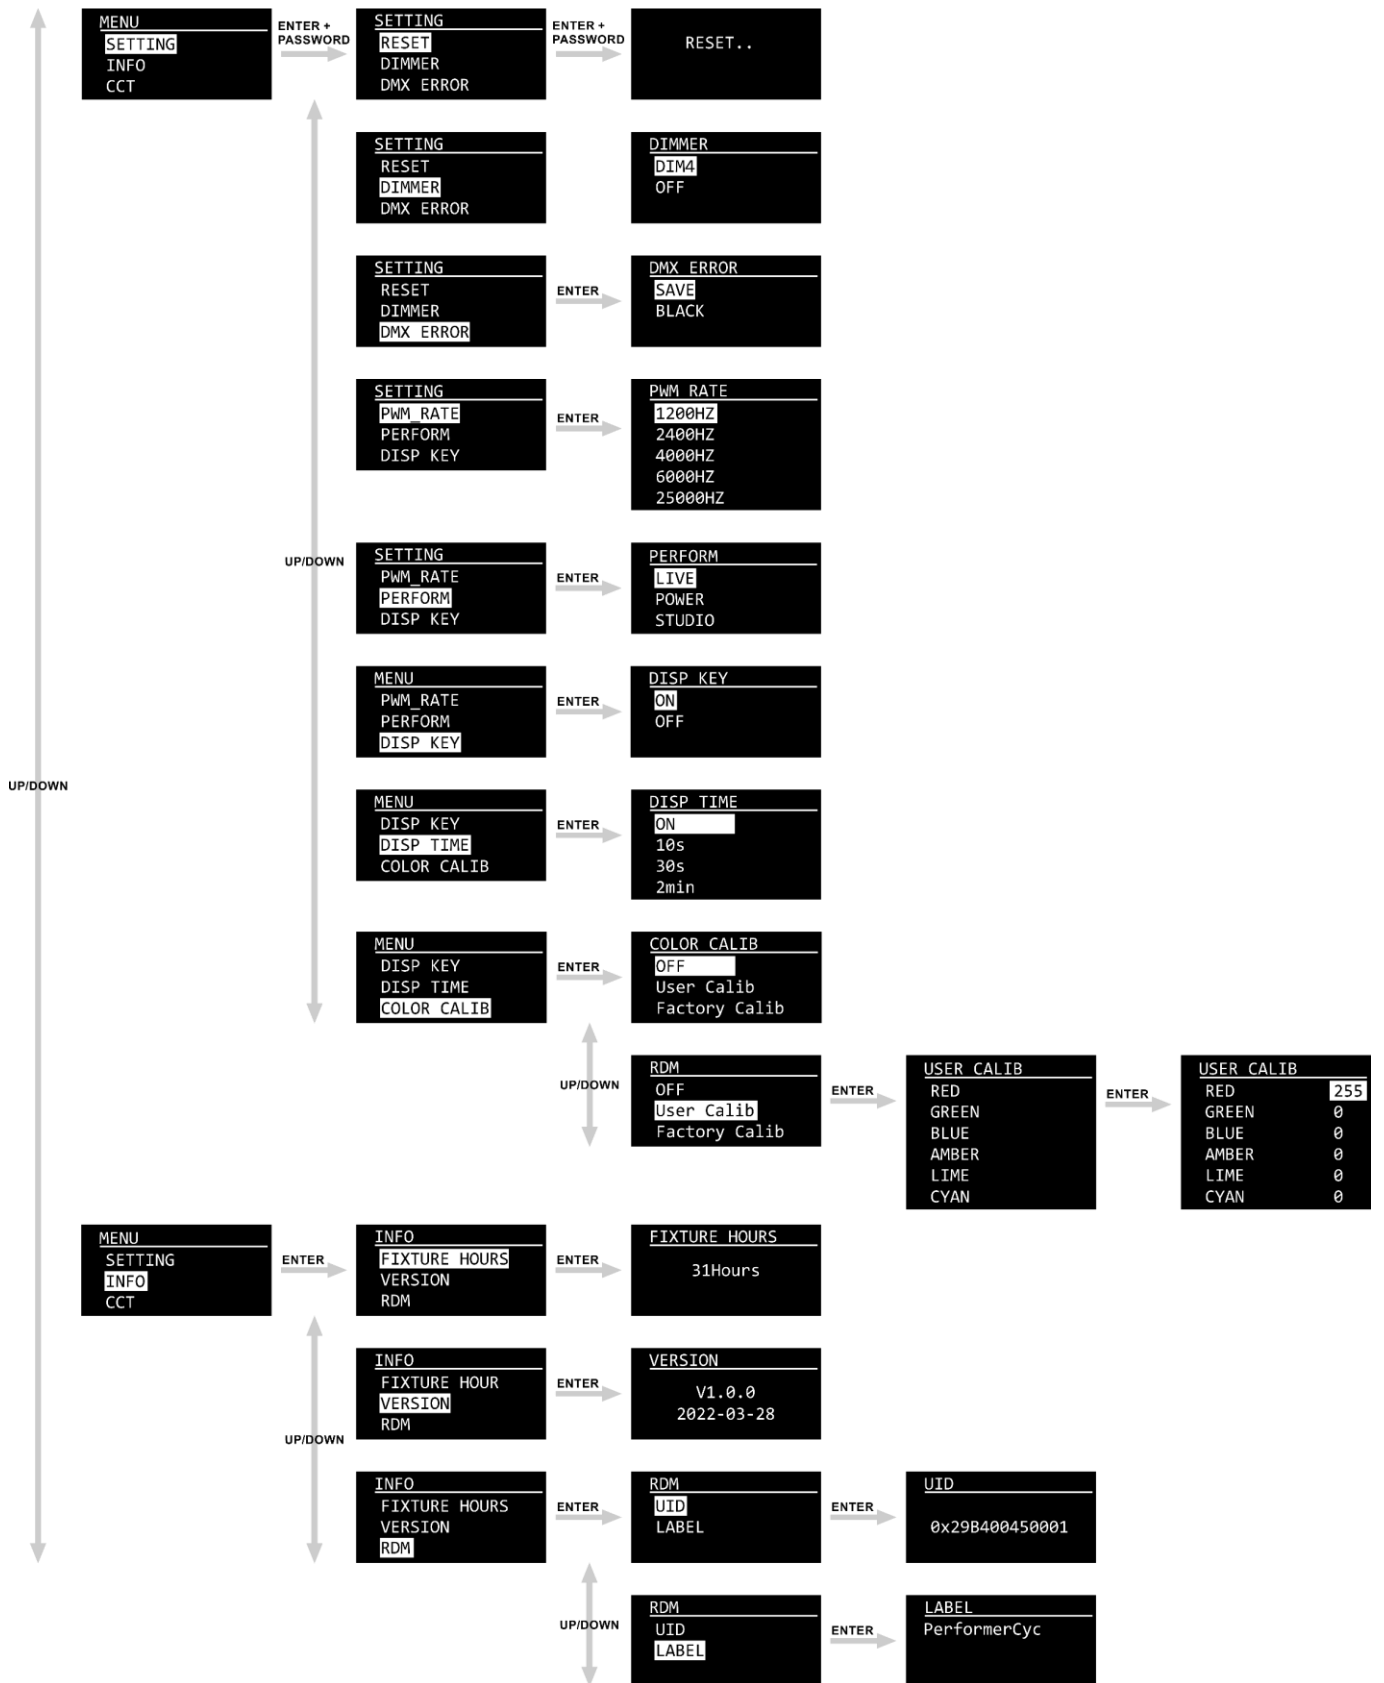 MENU
SETTING
INFO
CCT
ENTER +
PASSWORD
SETTING
RESET
DIMMER
DMX ERROR
ENTER +
PASSWORD
RESET..
SETTING
RESET
DIMMER
DMX ERROR
DIMMER
DIM4
OFF
SETTING
RESET
DIMMER
DMX ERROR
ENTER
DMX ERROR
SAVE
BLACK
SETTING
PWM_RATE
PERFORM
DISP KEY
ENTER
PWM RATE
1200HZ
2400HZ
4000HZ
6000HZ
25000HZ
UP/DOWN
SETTING
PWM_RATE
PERFORM
DISP KEY
ENTER
PERFORM
LIVE
POWER
STUDIO
MENU
PWM_RATE
PERFORM
DISP KEY
ENTER
DISP KEY
ON
OFF
UP/DOWN
MENU
DISP KEY
DISP TIME
COLOR CALIB
ENTER
DISP TIME
ON
10s
30s
2min
MENU
DISP KEY
DISP TIME
COLOR CALIB
ENTER
COLOR CALIB
OFF
User Calib
Factory Calib
UP/DOWN
RDM
OFF
User Calib
Factory Calib
ENTER
USER CALIB
RED
GREEN
BLUE
AMBER
LIME
CYAN
ENTER
USER CALIB
RED 255
GREEN 0
BLUE 0
AMBER 0
LIME 0
CYAN 0
MENU
SETTING
INFO
CCT
ENTER
INFO
FIXTURE HOURS
VERSION
RDM
ENTER
FIXTURE HOURS
31Hours
UP/DOWN
INFO
FIXTURE HOUR
VERSION
RDM
ENTER
VERSION
V1.0.0
2022-03-28
INFO
FIXTURE HOURS
VERSION
RDM
ENTER
RDM
UID
LABEL
ENTER
UID
0x29B400450001
UP/DOWN
RDM
UID
LABEL
ENTER
LABEL
PerformerCyc